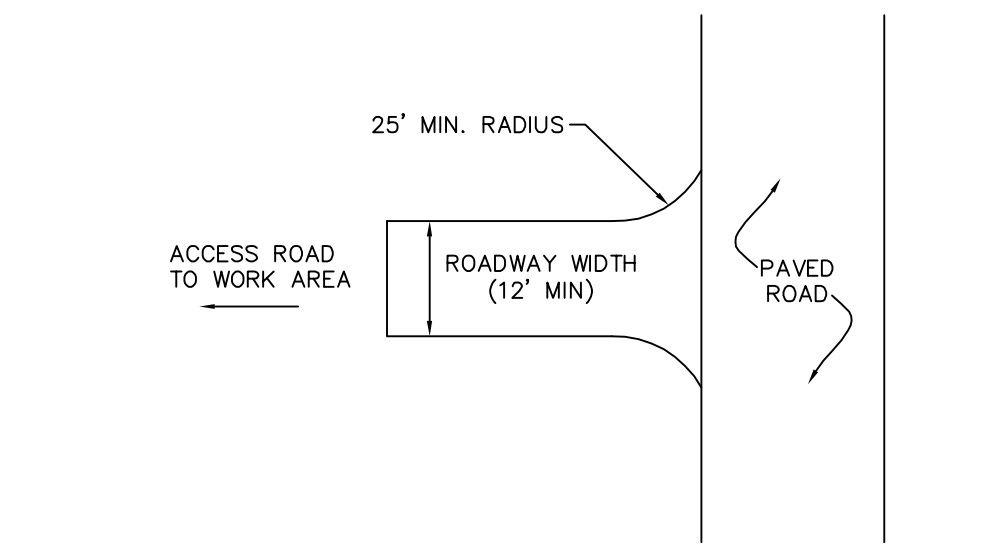 25' MIN. RADIUS
ACCESS ROAD
TO WORK AREA
ROADWAY WIDTH
(12' MIN)
PAVED
ROAD